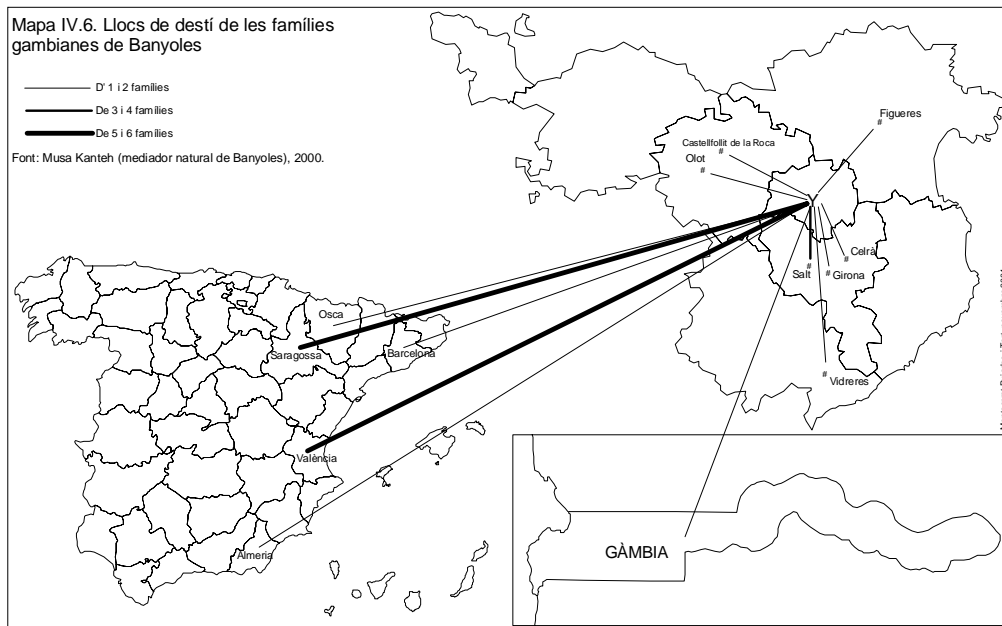 Mapa IV.6. Llocs de destí de les famílies
gambianes de Banyoles
D' 1 i 2 famílies
De 3 i 4 famílies
De 5 i 6 famílies
Font: Musa Kanteh (mediador natural de Banyoles), 2000.
Figueres
Castellfollit de la Roca
Olot
Celrà
Salt
Girona
Vidreres
Osca
Saragossa
Barcelona
València
Almeria
GÀMBIA